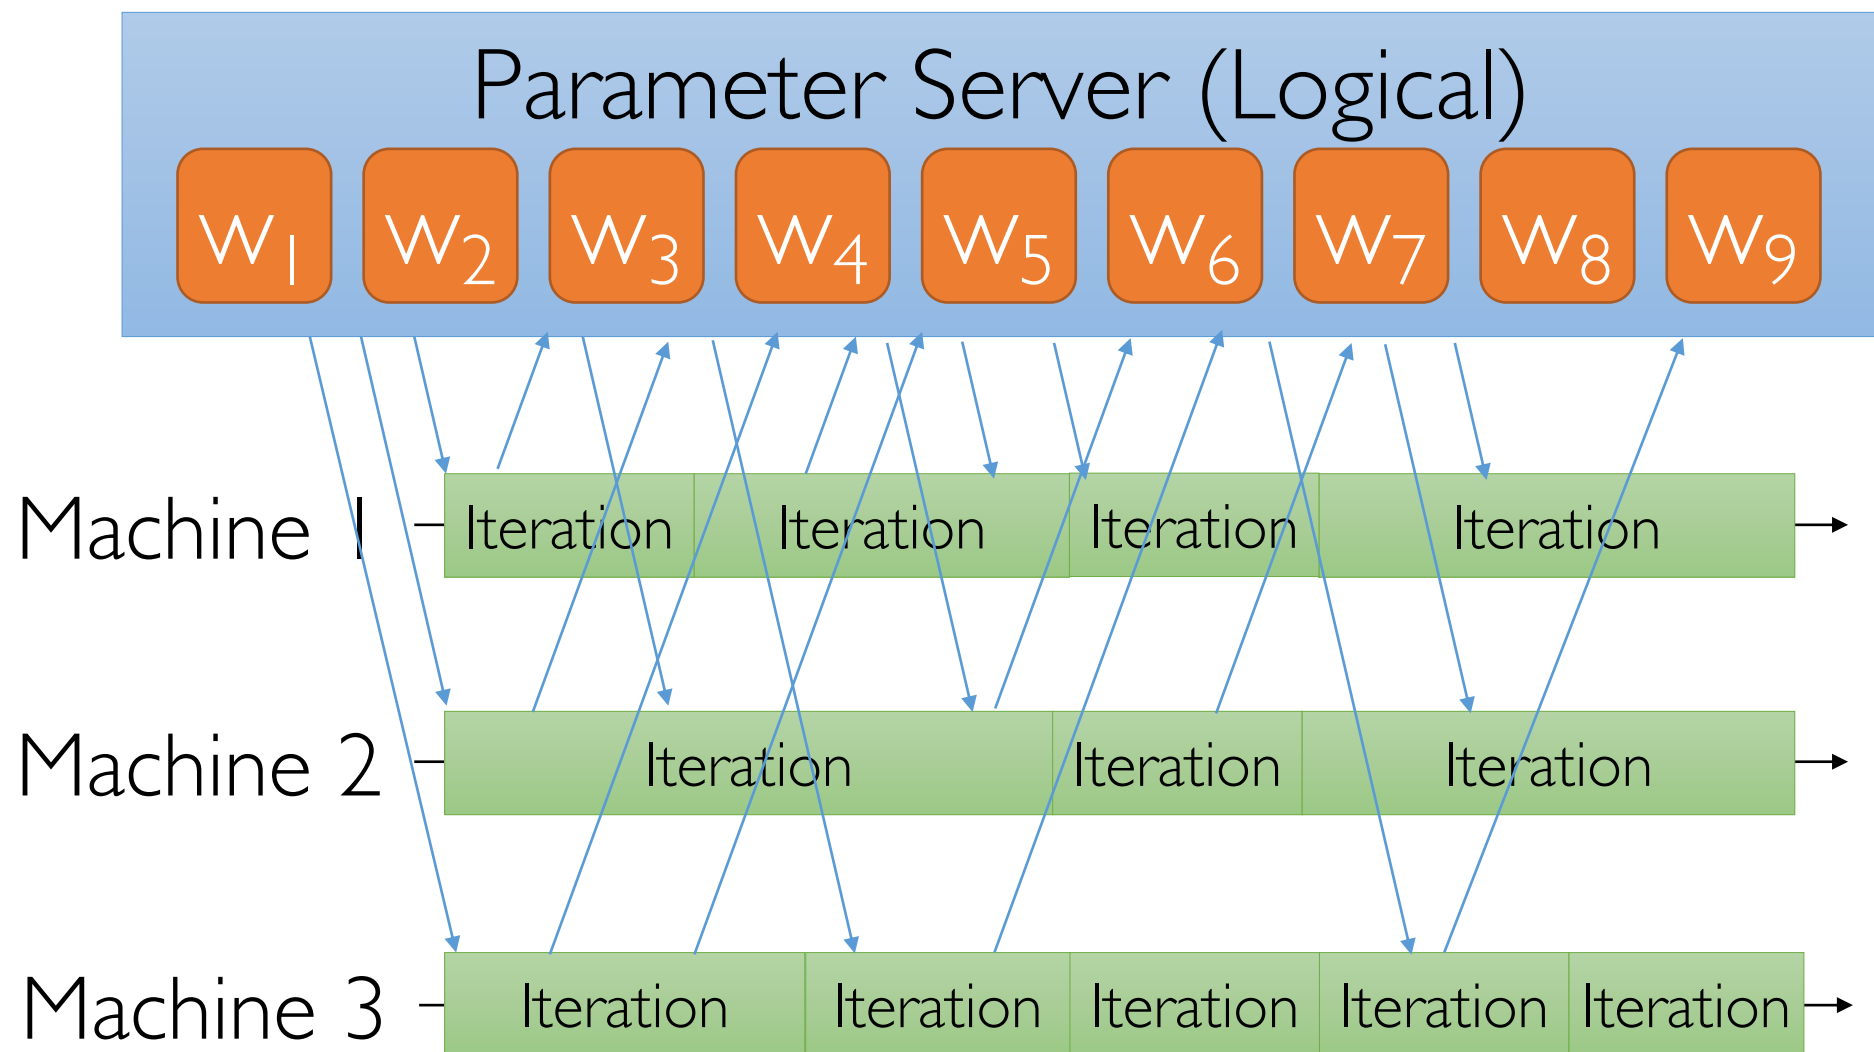 Parameter Server (Logical)
w1 w2 w3 w4 w5 w6 w7 w8 w9
Machine 1 Iteration Iteration Iteration Iteration
Machine 2 Iteration Iteration Iteration
Machine 3 Iteration Iteration Iteration Iteration Iteration